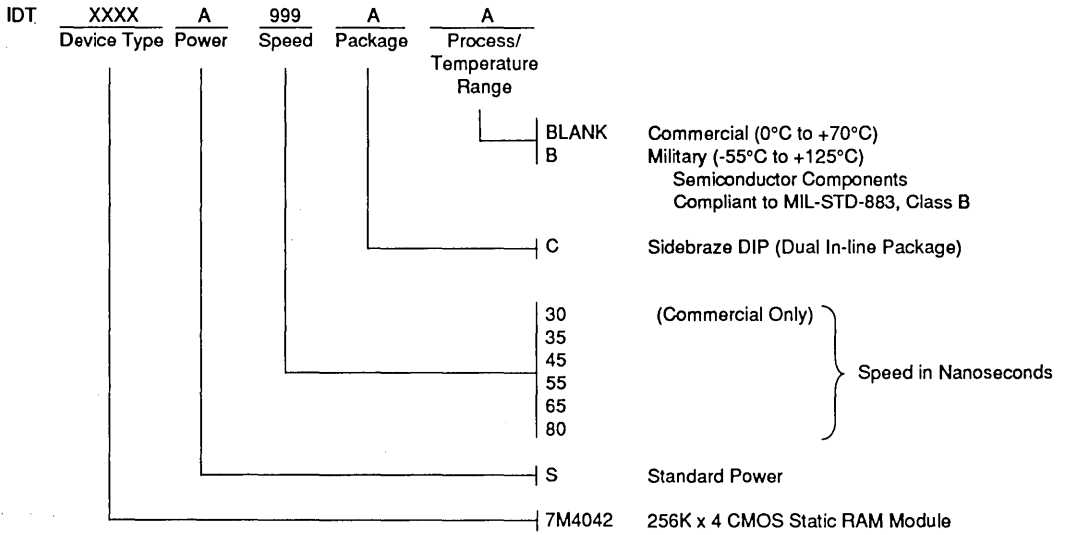 IDT XXXX A 999 A A
Device Type Power Speed Package Process/
Temperature
Range
BLANK Commercial (0°C to +70°C)
B Military (-55°C to +125°C)
Semiconductor Components
Compliant to MIL-STD-883, Class B
C Sidebraze DIP (Dual In-line Package)
30 (Commercial Only)
35
45
55
65
80
Speed in Nanoseconds
S Standard Power
7M4042 256K x 4 CMOS Static RAM Module